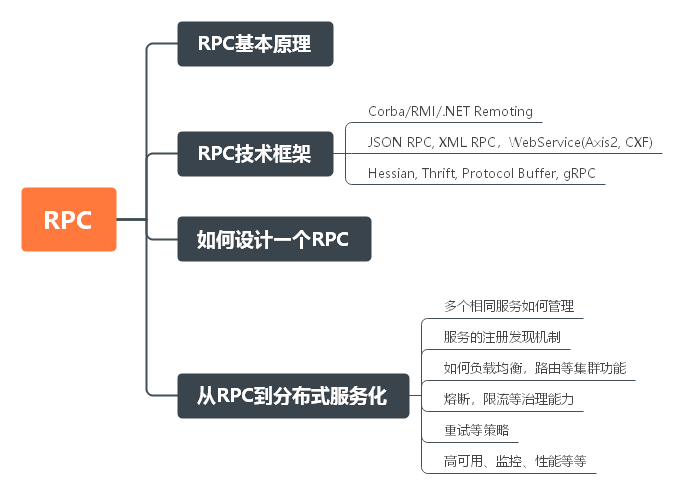 RPC
RPC基本原理
RPC技术框架
Corba/RMI/.NET Remoting
JSON RPC, XML RPC，WebService(Axis2, CXF)
Hessian, Thrift, Protocol Buffer, gRPC
如何设计一个RPC
从RPC到分布式服务化
多个相同服务如何管理
服务的注册发现机制
如何负载均衡，路由等集群功能
熔断，限流等治理能力
重试等策略
高可用、监控、性能等等